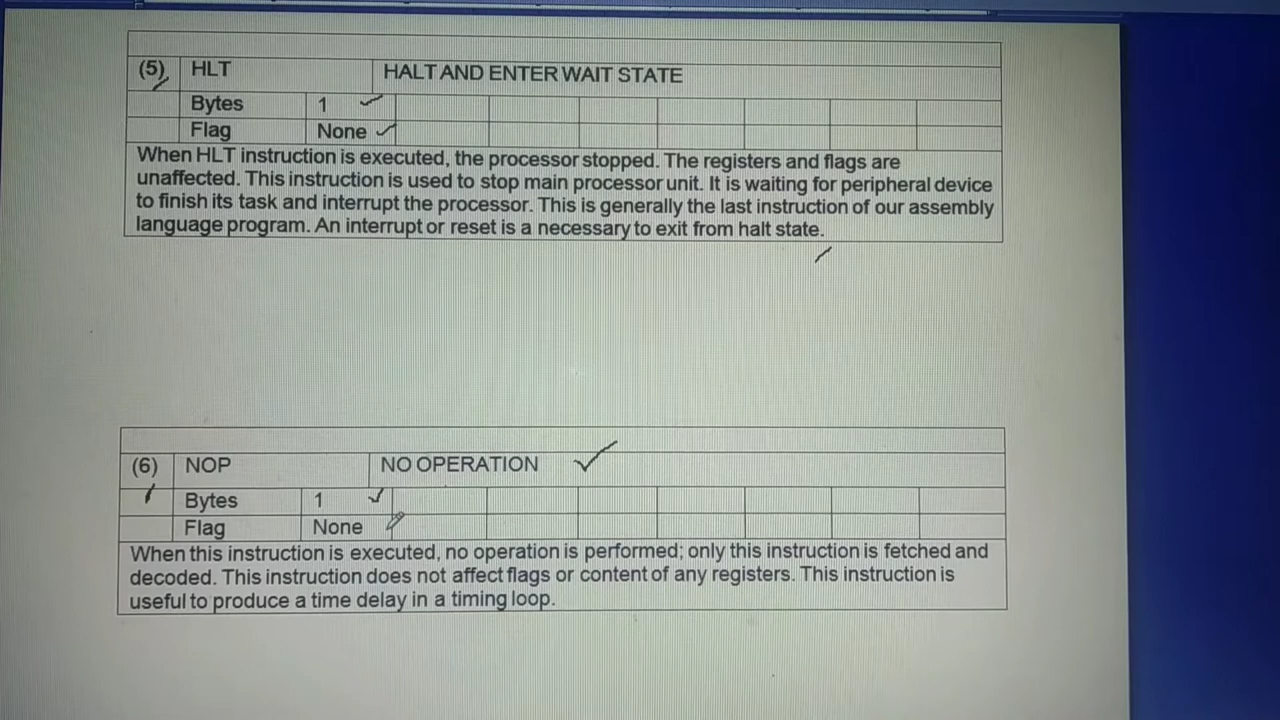 (5) HLT HALT AND ENTER WAIT STATE
Bytes 1
Flag None
When HLT instruction is executed, the processor stopped. The registers and flags are
unaffected. This instruction is used to stop main processor unit. It is waiting for peripheral device
to finish its task and interrupt the processor. This is generally the last instruction of our assembly
language program. An interrupt or reset is a necessary to exit from halt state.
(6) NOP NO OPERATION
Bytes 1
Flag None
When this instruction is executed, no operation is performed; only this instruction is fetched and
decoded. This instruction does not affect flags or content of any registers. This instruction is
useful to produce a time delay in a timing loop.